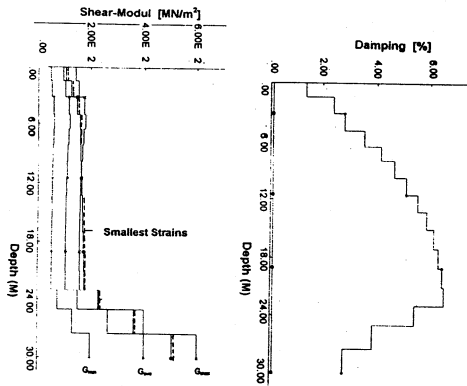 Shear-Modul [MN/m²]
.00
2.00E 2
4.00E 2
6.00E 2
.00
6.00
12.00
18.00
24.00
30.00
Depth (M)
Smallest Strains
Damping [%]
.00
2.00
4.00
6.00
.00
6.00
12.00
18.00
24.00
30.00
Depth (M)